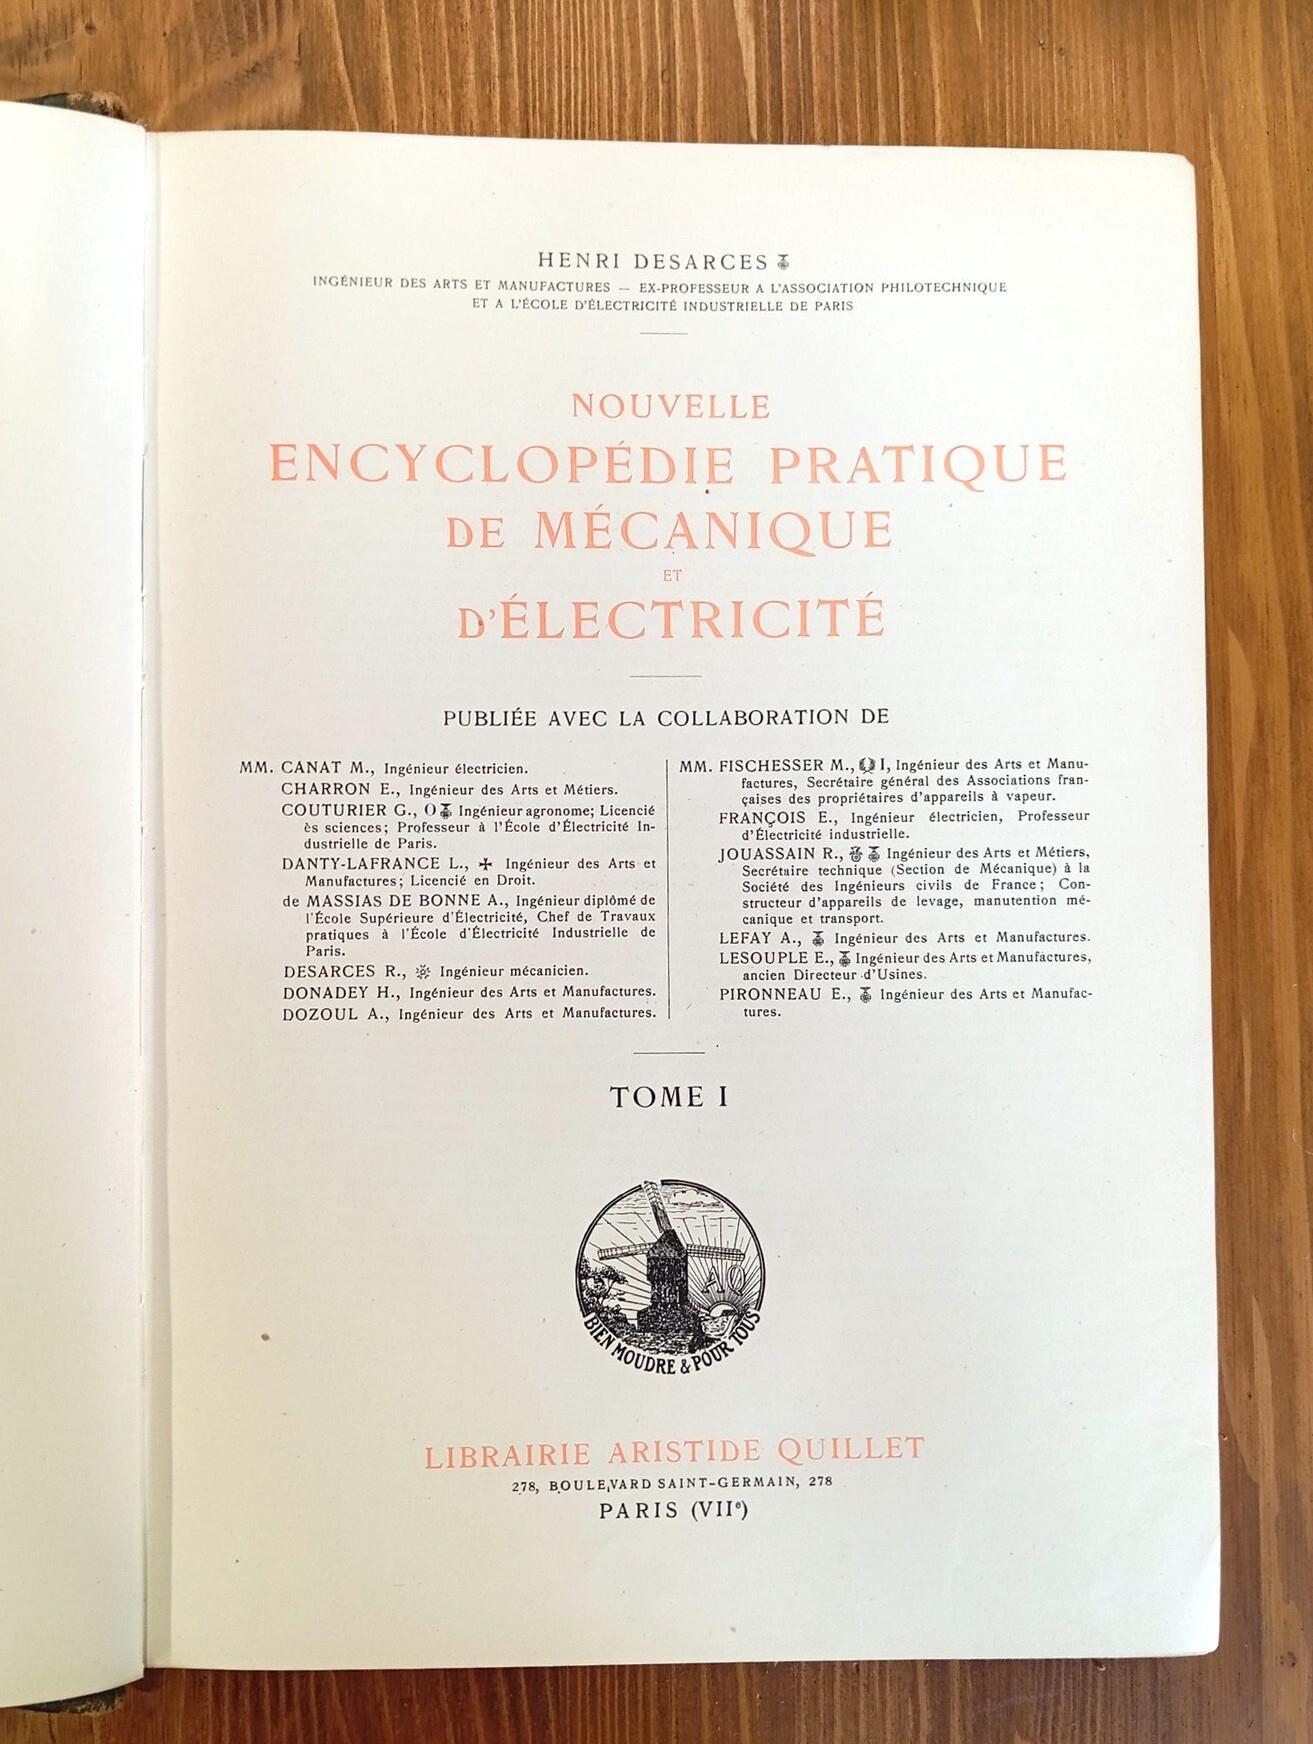 HENRI DESARCES
INGÉNIEUR DES ARTS ET MANUFACTURES — EX-PROFESSEUR A L'ASSOCIATION PHILOTECHNIQUE
ET A L'ÉCOLE D'ÉLECTRICITÉ INDUSTRIELLE DE PARIS
NOUVELLE
ENCYCLOPÉDIE PRATIQUE
DE MÉCANIQUE
ET
D'ÉLECTRICITÉ
PUBLIÉE AVEC LA COLLABORATION DE
MM. CANAT M., Ingénieur électricien.
CHARRON E., Ingénieur des Arts et Métiers.
COUTURIER G., O Ingénieur agronome; Licencié
ès sciences; Professeur à l'École d'Électricité In-
dustrielle de Paris.
DANTY-LAFRANCE L., Ingénieur des Arts et
Manufactures; Licencié en Droit.
de MASSIAS DE BONNE A., Ingénieur diplômé de
l'École Supérieure d'Électricité, Chef de Travaux
pratiques à l'École d'Électricité Industrielle de
Paris.
DESARCES R., Ingénieur mécanicien.
DONADEY H., Ingénieur des Arts et Manufactures.
DOZOUL A., Ingénieur des Arts et Manufactures.
MM. FISCHESSER M., I, Ingénieur des Arts et Manu-
factures, Secrétaire général des Associations fran-
çaises des propriétaires d'appareils à vapeur.
FRANÇOIS E., Ingénieur électricien, Professeur
d'Électricité industrielle.
JOUASSAIN R., Ingénieur des Arts et Métiers,
Secrétaire technique (Section de Mécanique) à la
Société des Ingénieurs civils de France; Con-
structeur d'appareils de levage, manutention mé-
canique et transport.
LEFAY A., Ingénieur des Arts et Manufactures.
LESOUPLE E., Ingénieur des Arts et Manufactures,
ancien Directeur d'Usines.
PIRONNEAU E., Ingénieur des Arts et Manufac-
tures.
TOME I
AQ
BIEN MOUDRE & POUR TOUS
LIBRAIRIE ARISTIDE QUILLET
278, BOULEVARD SAINT-GERMAIN, 278
PARIS (VIIe)